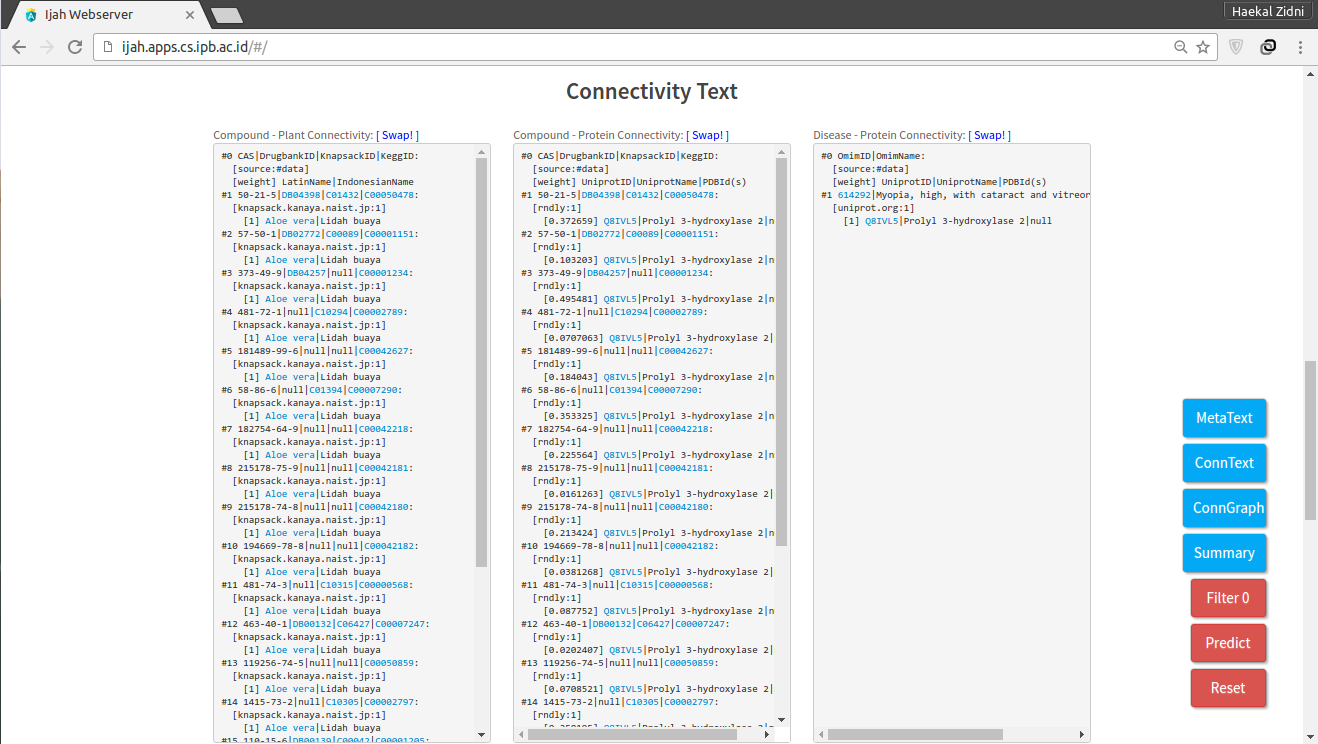 Ijah Webserver
Haekal Zidni
ijah.apps.cs.ipb.ac.id/#/
Connectivity Text
Compound - Plant Connectivity: [ Swap! ]
#0 CAS|DrugbankID|KnapsackID|KeggID:
[source:#data]
[weight] LatinName|IndonesianName
#1 50-21-5|DB04398|C01432|C00050478:
[knapsack.kanaya.naist.jp:1]
[1] Aloe vera|Lidah buaya
#2 57-50-1|DB02772|C00089|C00001151:
[knapsack.kanaya.naist.jp:1]
[1] Aloe vera|Lidah buaya
#3 373-49-9|DB04257|null|C00001234:
[knapsack.kanaya.naist.jp:1]
[1] Aloe vera|Lidah buaya
#4 481-72-1|null|C10294|C00002789:
[knapsack.kanaya.naist.jp:1]
[1] Aloe vera|Lidah buaya
#5 181489-99-6|null|null|C00042627:
[knapsack.kanaya.naist.jp:1]
[1] Aloe vera|Lidah buaya
#6 58-86-6|null|C01394|C00007290:
[knapsack.kanaya.naist.jp:1]
[1] Aloe vera|Lidah buaya
#7 182754-64-9|null|null|C00042218:
[knapsack.kanaya.naist.jp:1]
[1] Aloe vera|Lidah buaya
#8 215178-75-9|null|null|C00042181:
[knapsack.kanaya.naist.jp:1]
[1] Aloe vera|Lidah buaya
#9 215178-74-8|null|null|C00042180:
[knapsack.kanaya.naist.jp:1]
[1] Aloe vera|Lidah buaya
#10 194669-78-8|null|null|C00042182:
[knapsack.kanaya.naist.jp:1]
[1] Aloe vera|Lidah buaya
#11 481-74-3|null|C10315|C00000568:
[knapsack.kanaya.naist.jp:1]
[1] Aloe vera|Lidah buaya
#12 463-40-1|DB00132|C06427|C00007247:
[knapsack.kanaya.naist.jp:1]
[1] Aloe vera|Lidah buaya
#13 119256-74-5|null|null|C00050859:
[knapsack.kanaya.naist.jp:1]
[1] Aloe vera|Lidah buaya
#14 1415-73-2|null|C10305|C00002797:
[knapsack.kanaya.naist.jp:1]
[1] Aloe vera|Lidah buaya
#15 110-15-6|DB00139|C00042|C00001205:
Compound - Protein Connectivity: [ Swap! ]
#0 CAS|DrugbankID|KnapsackID|KeggID:
[source:#data]
[weight] UniprotID|UniprotName|PDBId(s)
#1 50-21-5|DB04398|C01432|C00050478:
[rndly:1]
[0.372659] Q8IVL5|Prolyl 3-hydroxylase 2|n
#2 57-50-1|DB02772|C00089|C00001151:
[rndly:1]
[0.103203] Q8IVL5|Prolyl 3-hydroxylase 2|n
#3 373-49-9|DB04257|null|C00001234:
[rndly:1]
[0.495481] Q8IVL5|Prolyl 3-hydroxylase 2|n
#4 481-72-1|null|C10294|C00002789:
[rndly:1]
[0.0707063] Q8IVL5|Prolyl 3-hydroxylase 2|
#5 181489-99-6|null|null|C00042627:
[rndly:1]
[0.184043] Q8IVL5|Prolyl 3-hydroxylase 2|n
#6 58-86-6|null|C01394|C00007290:
[rndly:1]
[0.353325] Q8IVL5|Prolyl 3-hydroxylase 2|n
#7 182754-64-9|null|null|C00042218:
[rndly:1]
[0.225564] Q8IVL5|Prolyl 3-hydroxylase 2|n
#8 215178-75-9|null|null|C00042181:
[rndly:1]
[0.0161263] Q8IVL5|Prolyl 3-hydroxylase 2|
#9 215178-74-8|null|null|C00042180:
[rndly:1]
[0.213424] Q8IVL5|Prolyl 3-hydroxylase 2|n
#10 194669-78-8|null|null|C00042182:
[rndly:1]
[0.0381268] Q8IVL5|Prolyl 3-hydroxylase 2|
#11 481-74-3|null|C10315|C00000568:
[rndly:1]
[0.087752] Q8IVL5|Prolyl 3-hydroxylase 2|n
#12 463-40-1|DB00132|C06427|C00007247:
[rndly:1]
[0.0202407] Q8IVL5|Prolyl 3-hydroxylase 2|
#13 119256-74-5|null|null|C00050859:
[rndly:1]
[0.0708521] Q8IVL5|Prolyl 3-hydroxylase 2|
#14 1415-73-2|null|C10305|C00002797:
[rndly:1]
Disease - Protein Connectivity: [ Swap! ]
#0 OmimID|OmimName:
[source:#data]
[weight] UniprotID|UniprotName|PDBId(s)
#1 614292|Myopia, high, with cataract and vitreor
[uniprot.org:1]
[1] Q8IVL5|Prolyl 3-hydroxylase 2|null
MetaText
ConnText
ConnGraph
Summary
Filter 0
Predict
Reset